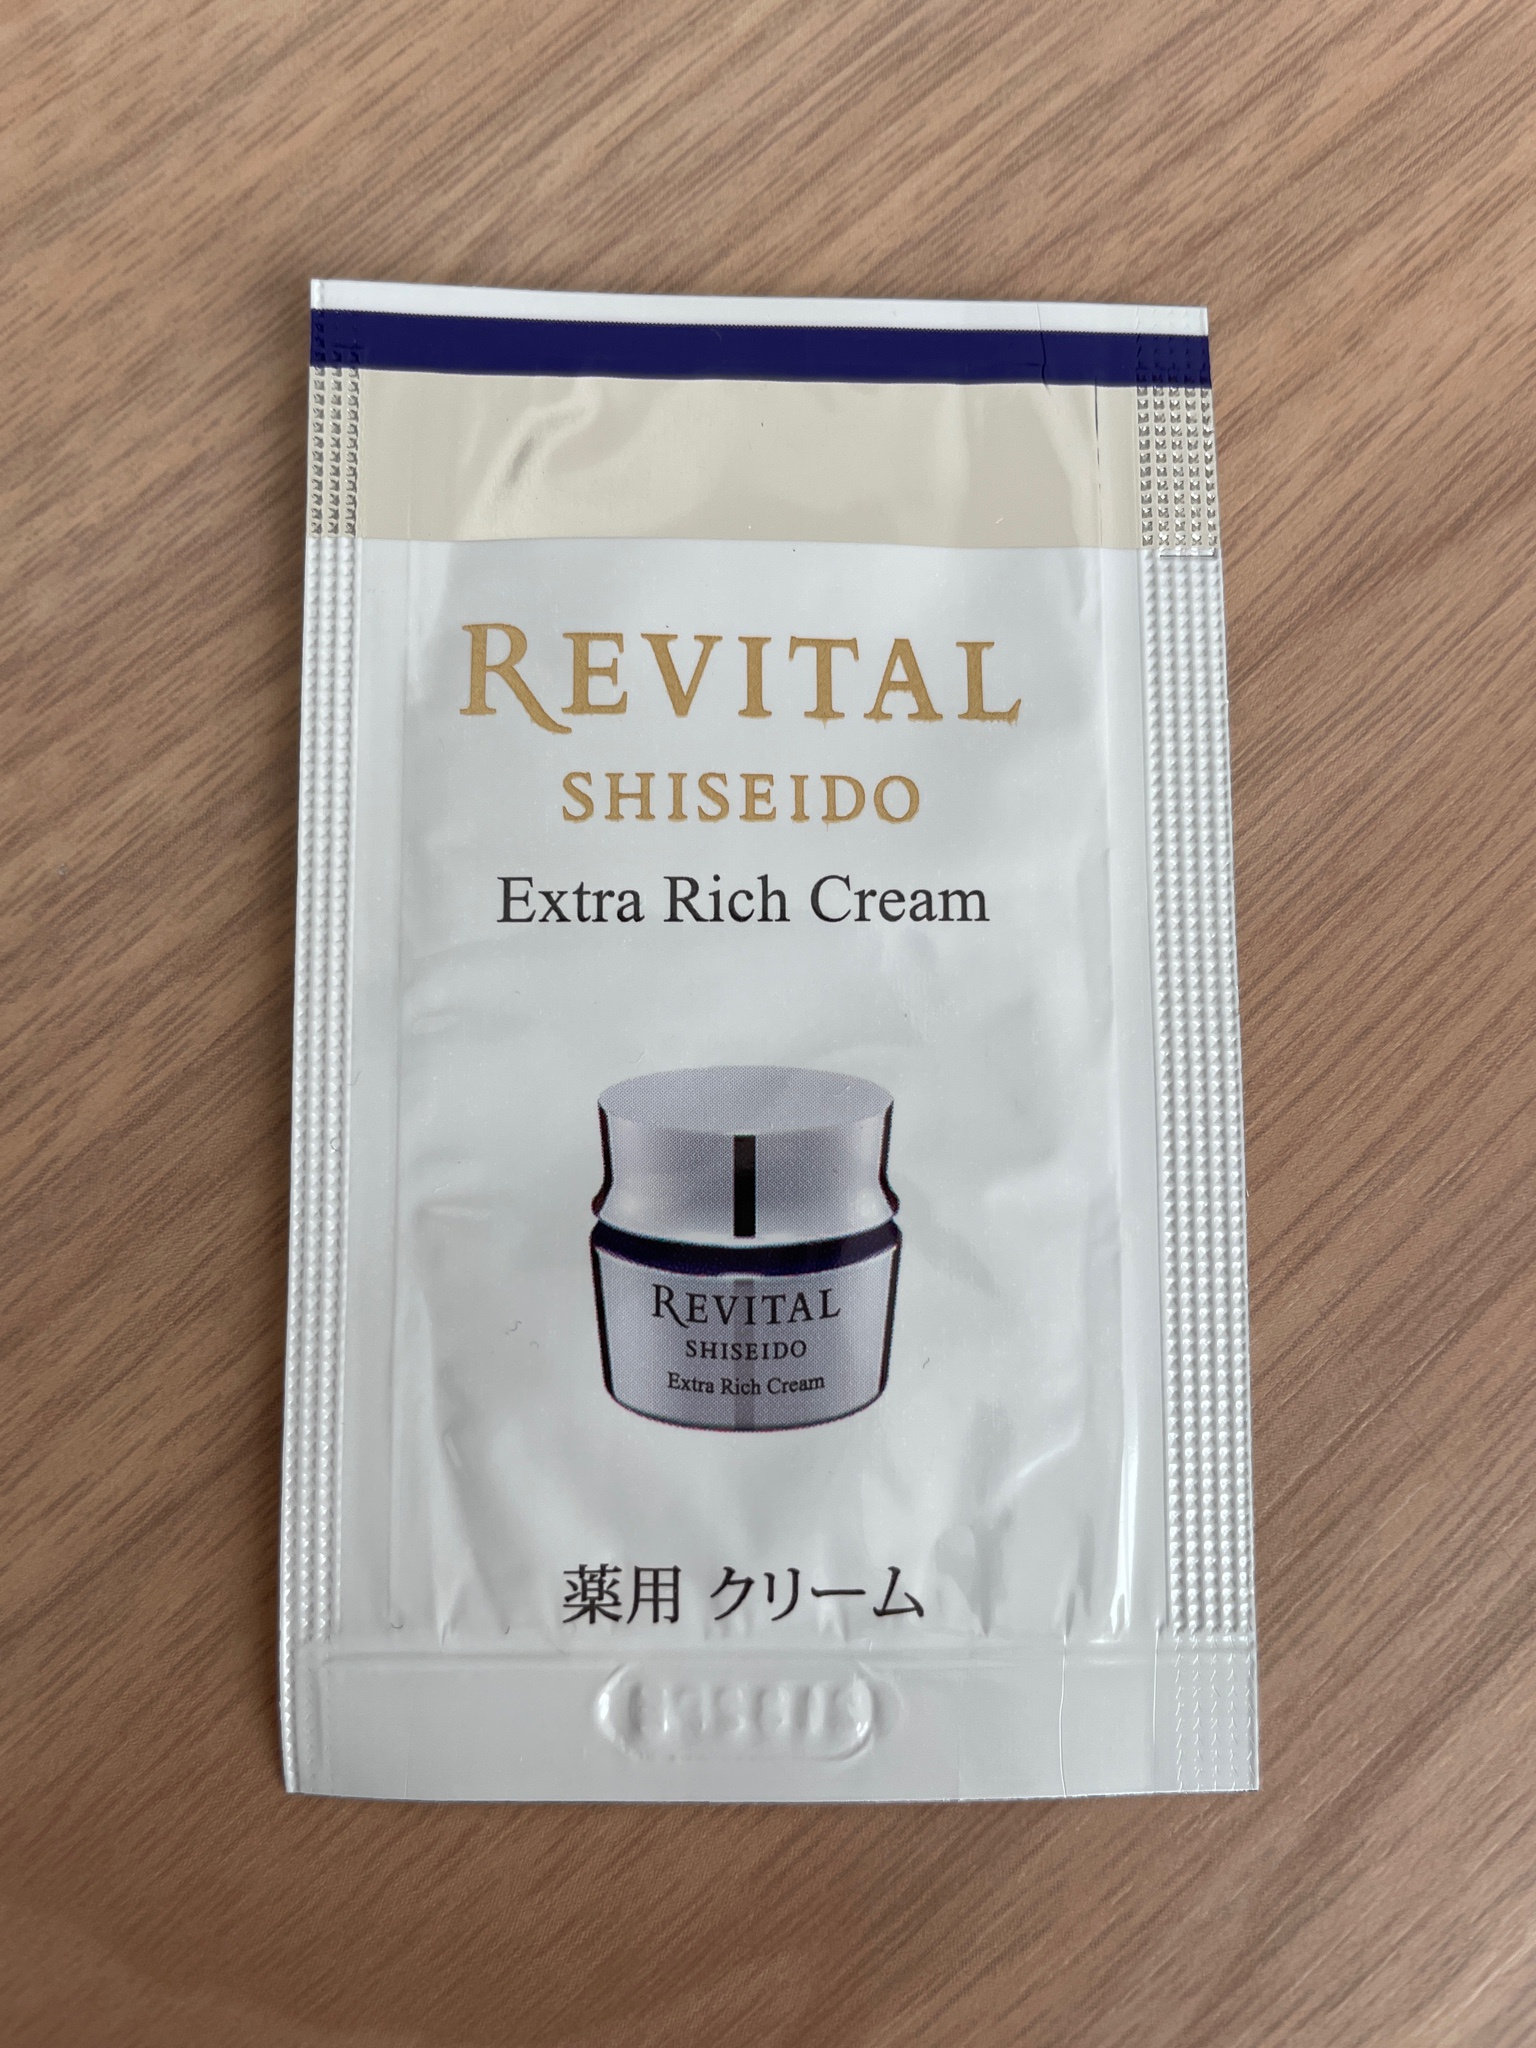 REVITAL
SHISEIDO
Extra Rich Cream
REVITAL
SHISEIDO
Extra Rich Cream
薬用 クリーム